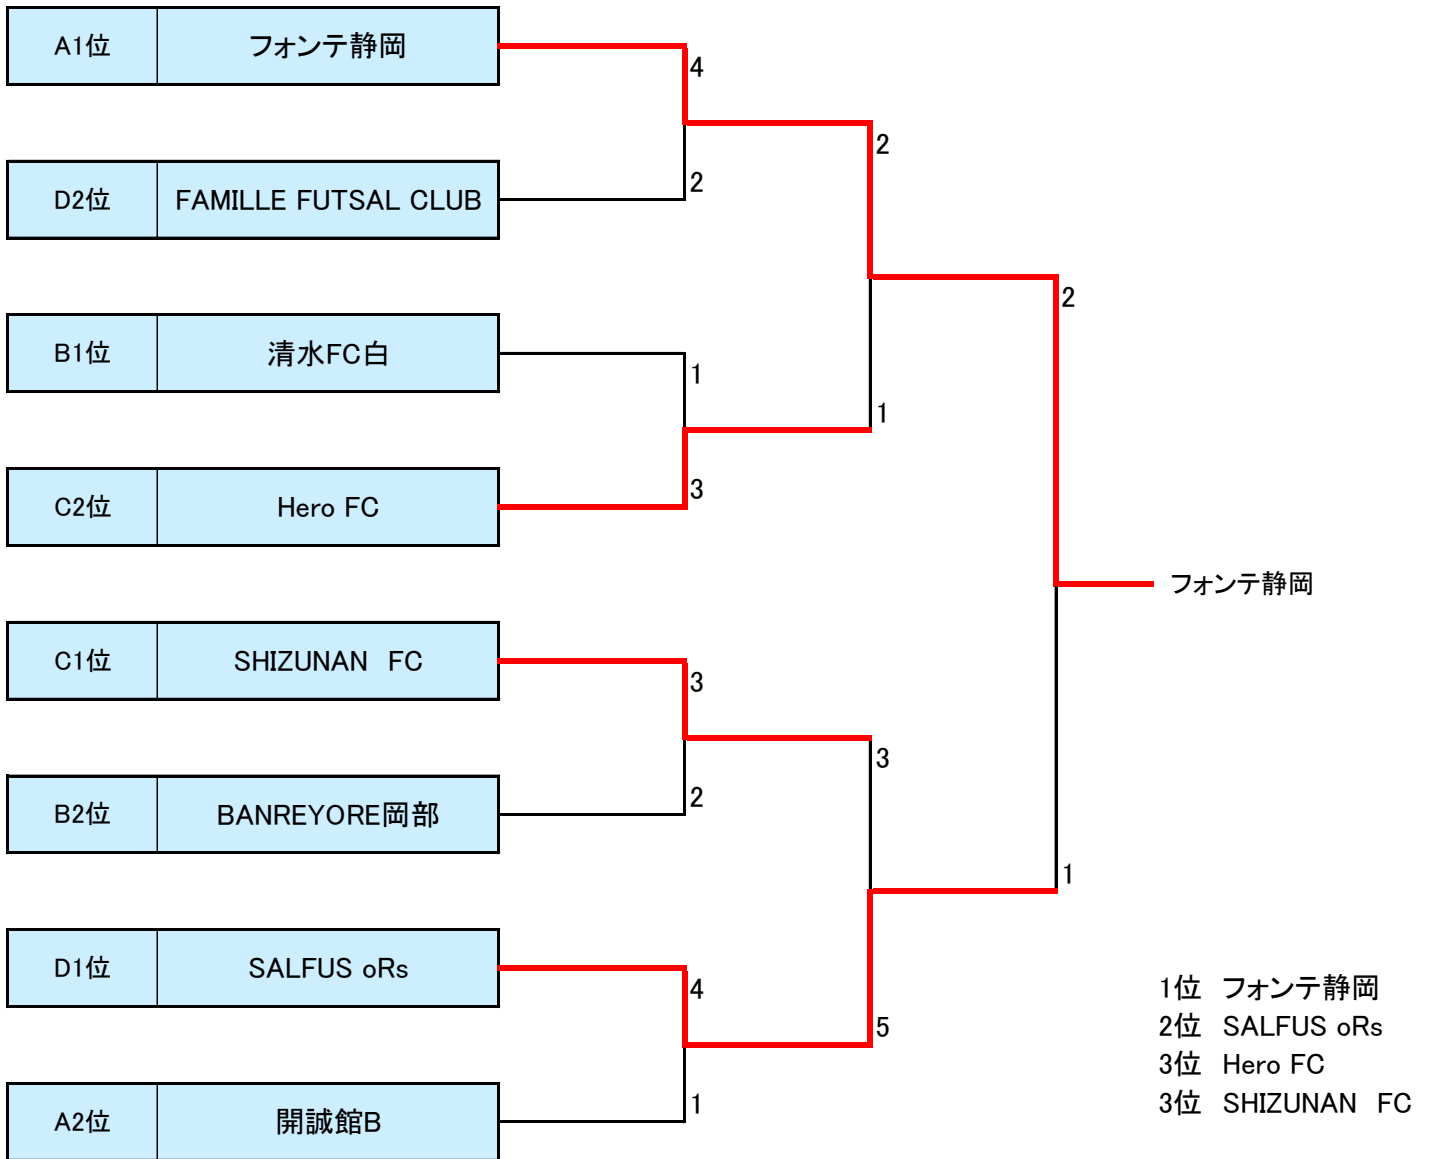 A1位 フォンテ静岡
4
2
D2位 FAMILLE FUTSAL CLUB
2
2
B1位 清水FC白
1
1
C2位 Hero FC
3
フォンテ静岡
C1位 SHIZUNAN　FC
3
3
B2位 BANREYORE岡部
2
1
D1位 SALFUS oRs
4
5
A2位 開誠館B
1
1位 フォンテ静岡
2位 SALFUS oRs
3位 Hero FC
3位 SHIZUNAN　FC